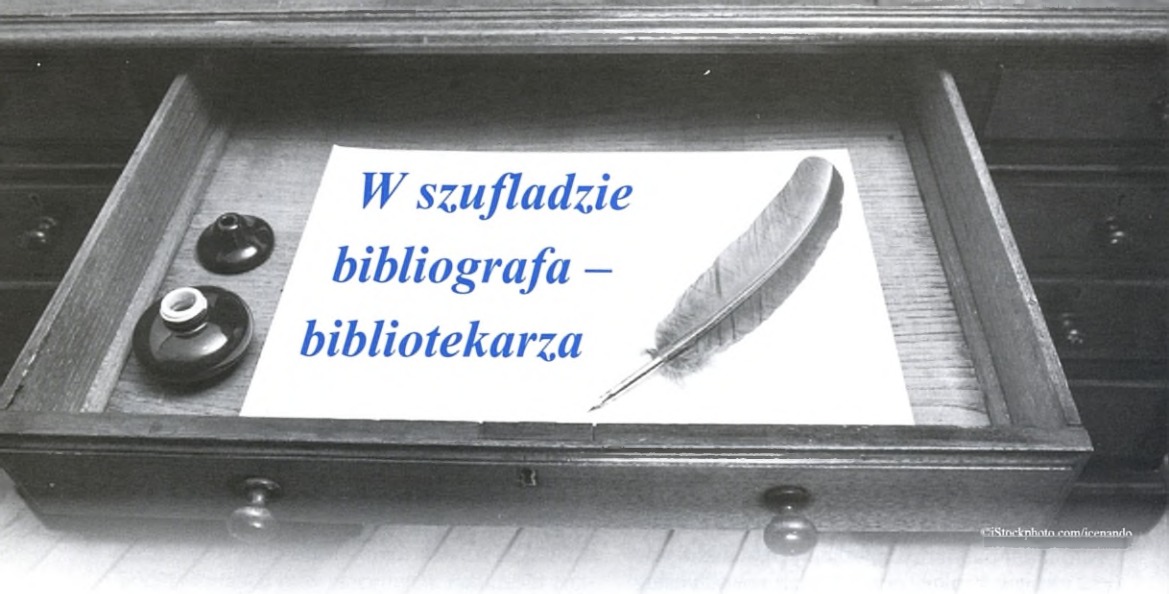 W szufladzie
bibliografa –
bibliotekarza
©iStockphoto.com/icenando